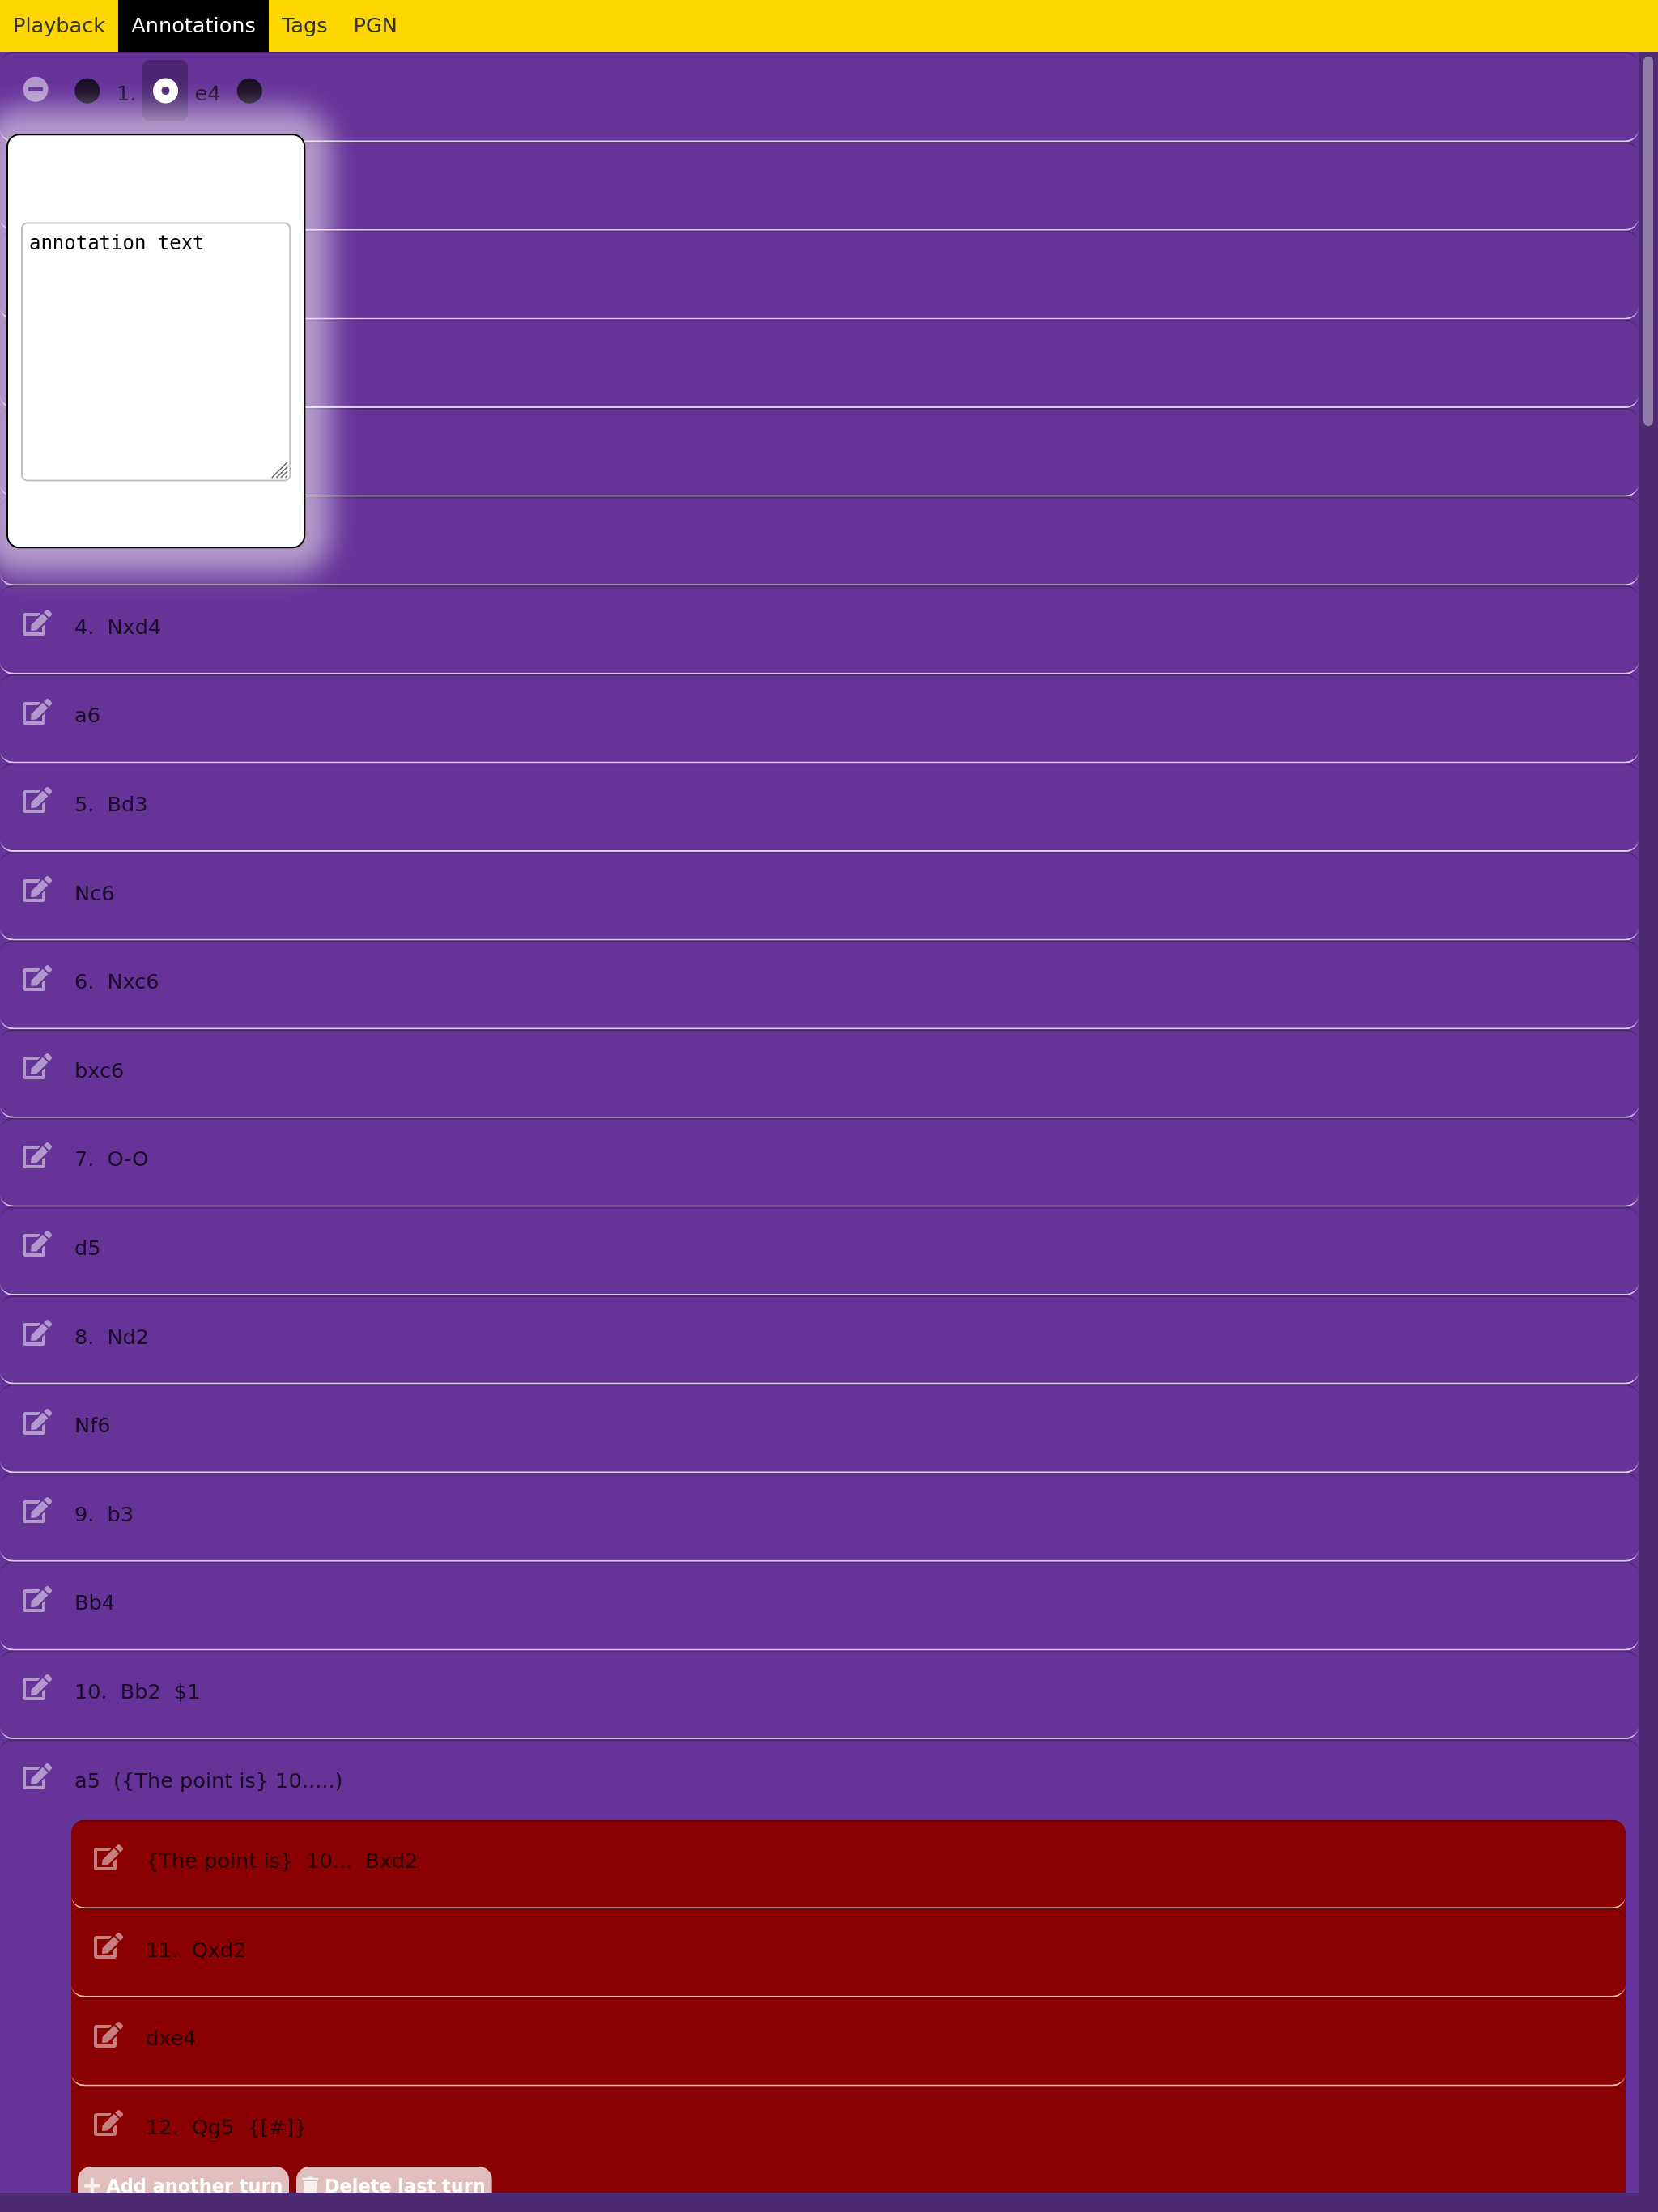 Playback Annotations Tags PGN
1. e4
annotation text
4. Nxd4
a6
5. Bd3
Nc6
6. Nxc6
bxc6
7. O-O
d5
8. Nd2
Nf6
9. b3
Bb4
10. Bb2 $1
a5 ({The point is} 10.....)
{The point is} 10... Bxd2
11. Qxd2
dxe4
12. Qg5 {[#]}
Add another turn Delete last turn